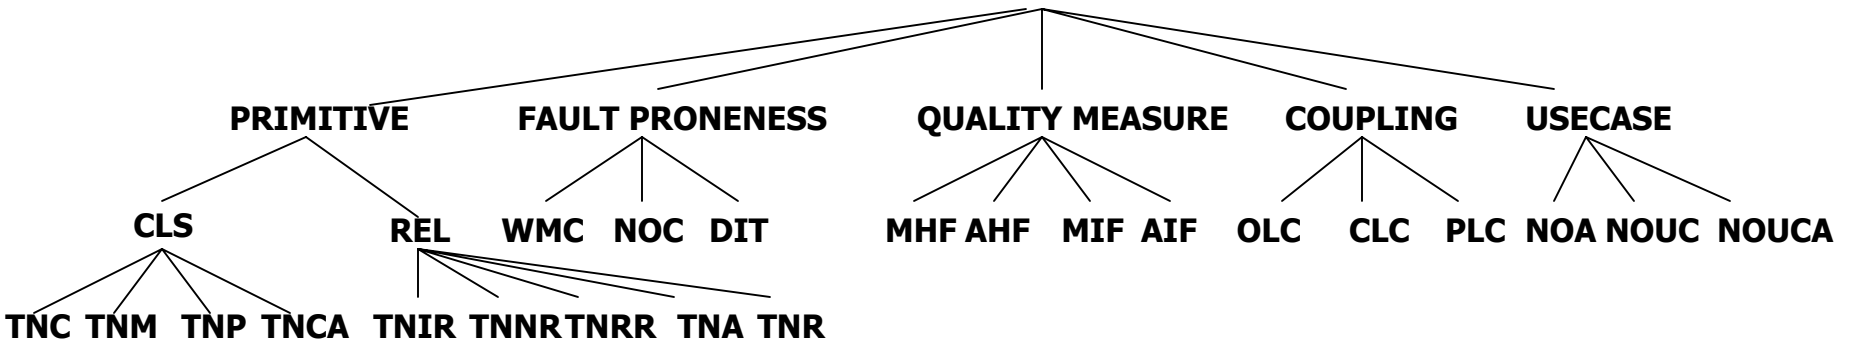 PRIMITIVE FAULT PRONENESS QUALITY MEASURE COUPLING USECASE
CLS REL WMC NOC DIT MHF AHF MIF AIF OLC CLC PLC NOA NOUC NOUCA
TNC TNM TNP TNCA TNIR TNNR TNRR TNA TNR